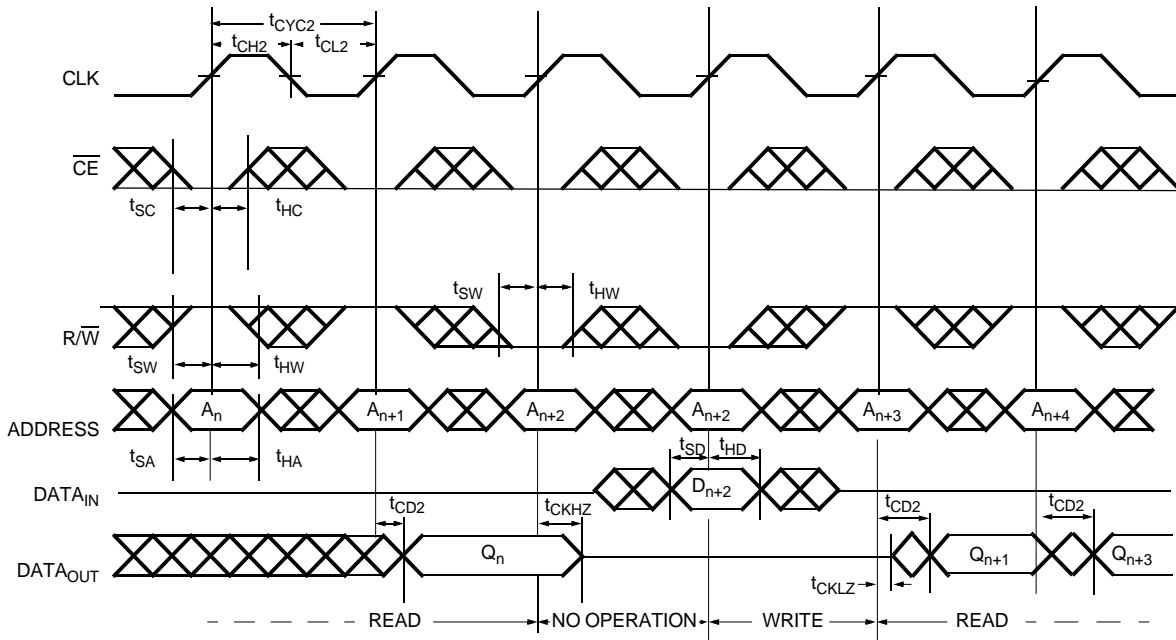 tCYC2
tCH2 tCL2
CLK
CE
tSC tHC
tSW tHW
R/W
tSW tHW
An An+1 An+2 An+2 An+3 An+4
ADDRESS
tSA tHA tSD tHD
DATAIN Dn+2
tCD2 tCKHZ tCD2 tCD2
Qn Qn+1 Qn+3
DATAOUT
tCKLZ
READ NO OPERATION WRITE READ